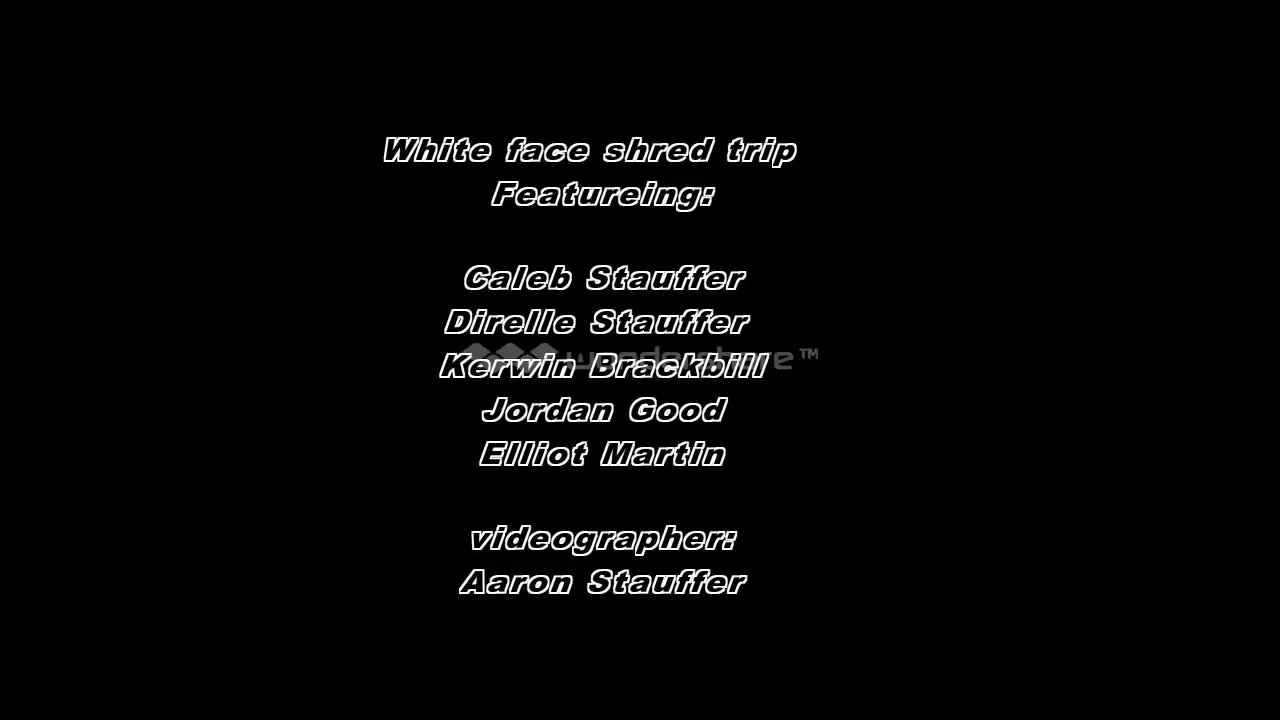 White face shred trip
Featureing:
Caleb Stauffer
Direlle Stauffer
Kerwin Brackbill
Jordan Good
Elliot Martin
videographer:
Aaron Stauffer